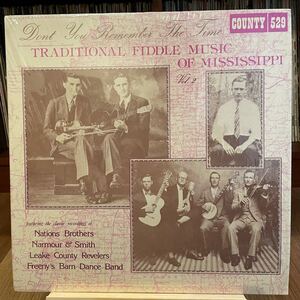 Dont You Remember The Time
COUNTY 529
TRADITIONAL FIDDLE MUSIC
OF MISSISSIPPI
Vol. 2
featuring the classic recordings of
Nations Brothers
Narmour & Smith
Leake County Revelers
Freeny's Barn Dance Band